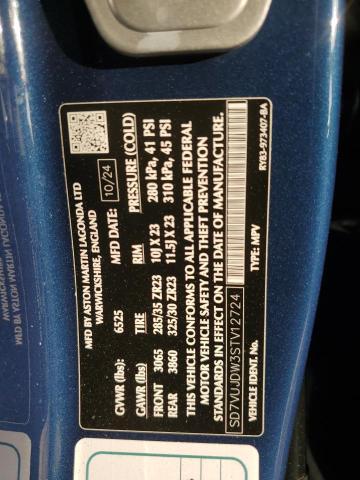 MFD BY ASTON MARTIN LAGONDA LTD
WARWICKSHIRE, ENGLAND
10/24
GVWR (lbs): 6525 MFD DATE:
GAWR (lbs): TIRE RIM PRESSURE (COLD)
FRONT 3065 285/35 ZR23 10J X 23 280 kPa, 41 PSI
REAR 3860 325/30 ZR23 11.5J X 23 310 kPa, 45 PSI
THIS VEHICLE CONFORMS TO ALL APPLICABLE FEDERAL
MOTOR VEHICLE SAFETY AND THEFT PREVENTION
STANDARDS IN EFFECT ON THE DATE OF MANUFACTURE.
SD7VUJDW3STV12724
VEHICLE IDENT. No. TYPE: MPV
RY83-973407-BA